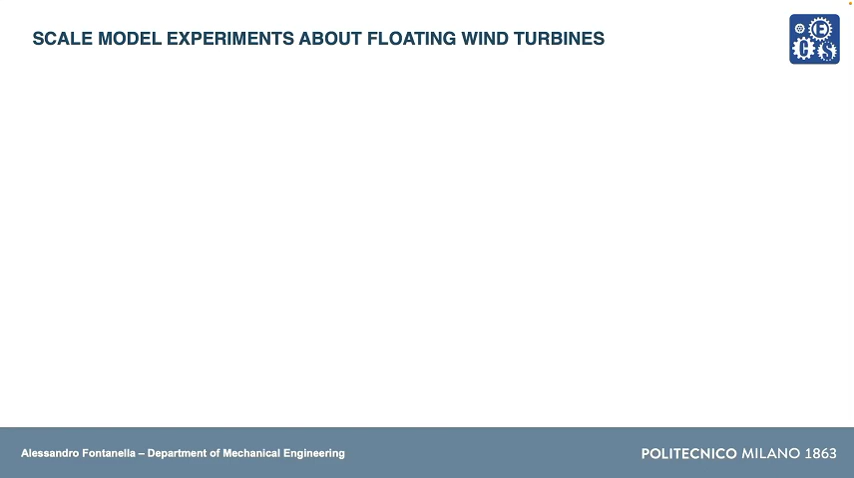 SCALE MODEL EXPERIMENTS ABOUT FLOATING WIND TURBINES
E
C S
Alessandro Fontanella – Department of Mechanical Engineering
POLITECNICO MILANO 1863